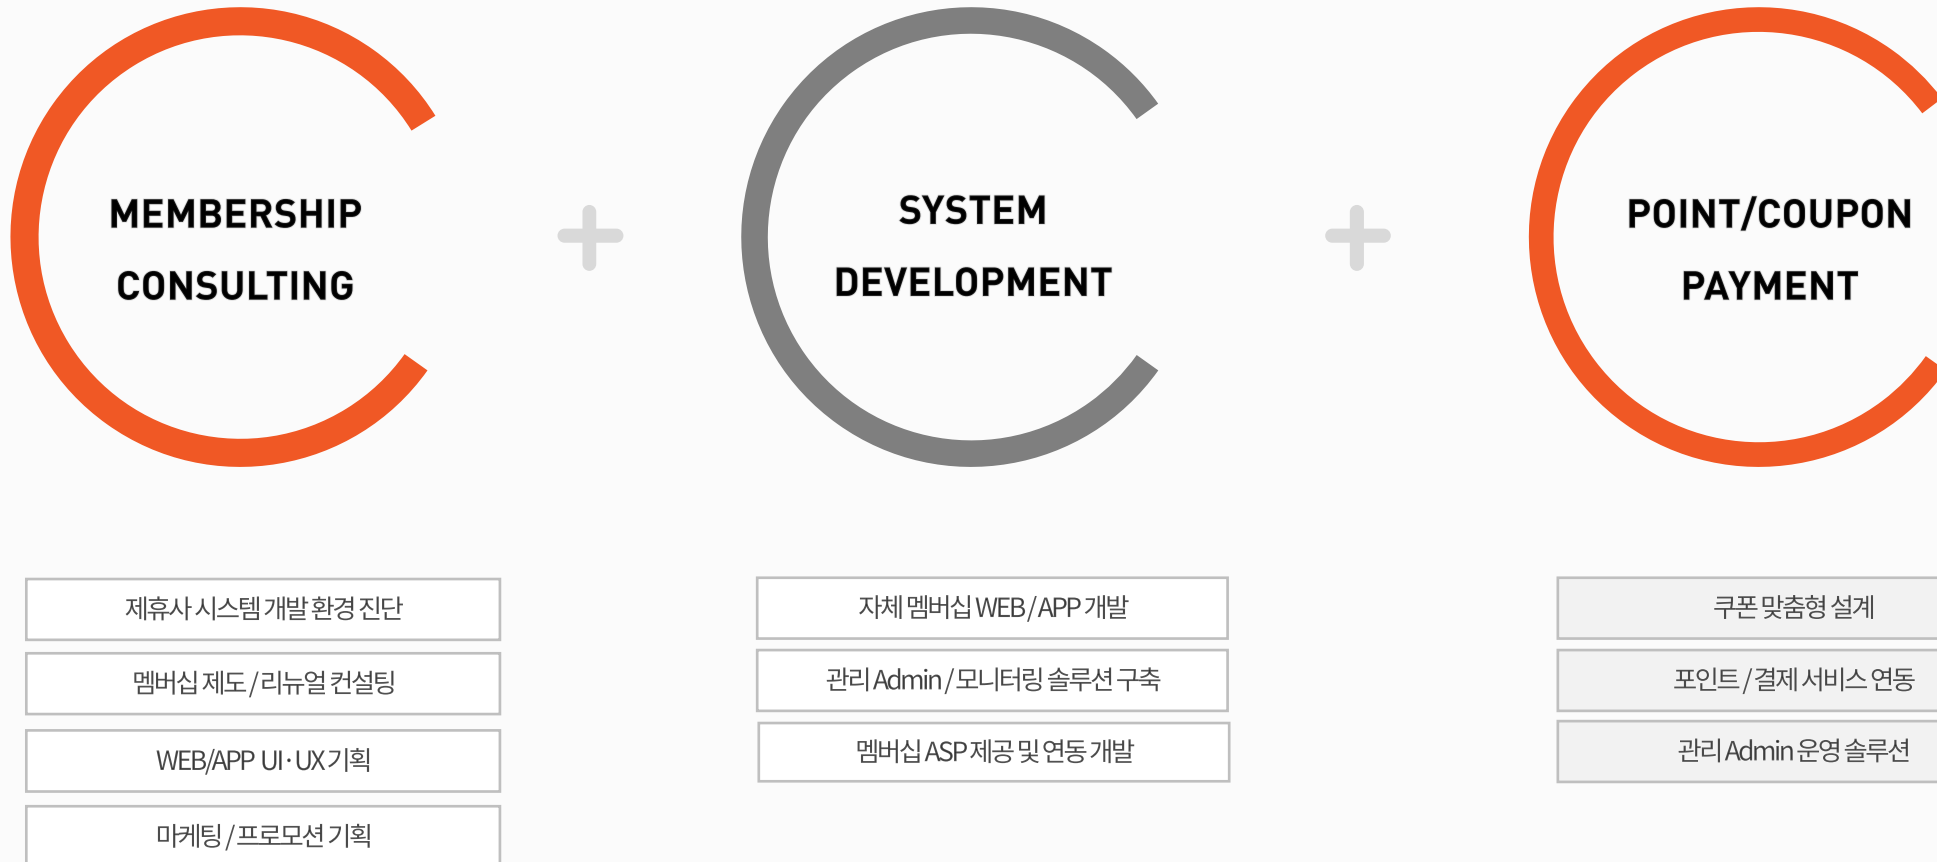 MEMBERSHIP
CONSULTING
SYSTEM
DEVELOPMENT
POINT/COUPON
PAYMENT
제휴사 시스템 개발 환경 진단
멤버십 제도 / 리뉴얼 컨설팅
WEB/APP UI·UX 기획
마케팅 / 프로모션 기획
자체 멤버십 WEB / APP 개발
관리 Admin / 모니터링 솔루션 구축
멤버십 ASP 제공 및 연동 개발
쿠폰 맞춤형 설계
포인트 / 결제 서비스 연동
관리 Admin 운영 솔루션